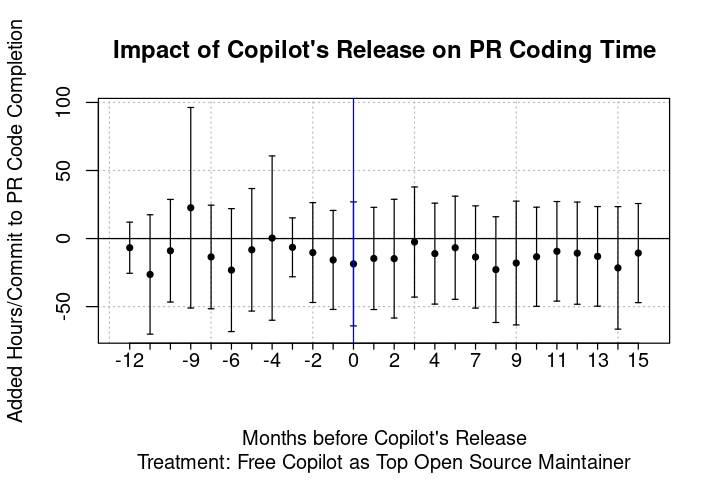 Impact of Copilot's Release on PR Coding Time
Added Hours/Commit to PR Code Completion
100
50
0
-50
-12 -9 -6 -4 -2 0 2 4 7 9 11 13 15
Months before Copilot's Release
Treatment: Free Copilot as Top Open Source Maintainer